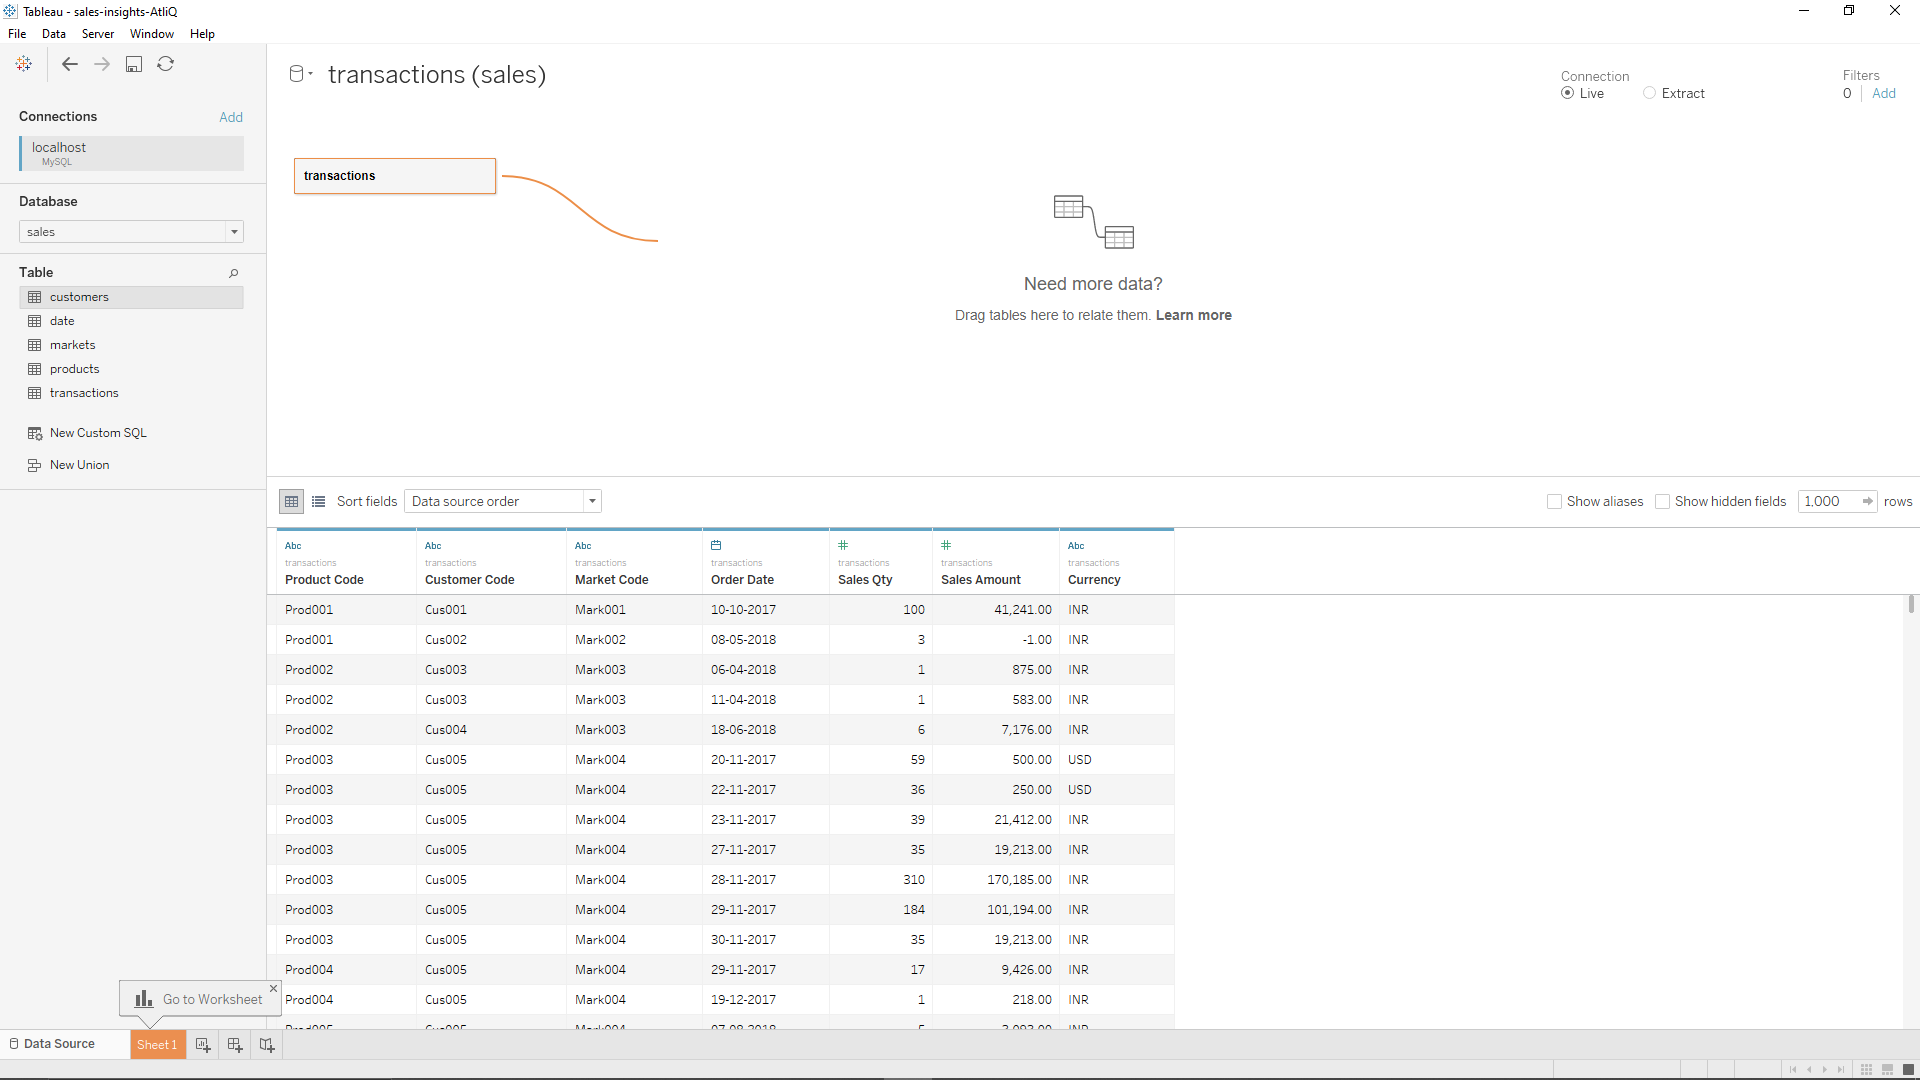 Tableau - sales-insights-AtliQ
File Data Server Window Help
transactions (sales)
Connection
Live Extract
Filters
0 Add
Connections Add
localhost
MySQL
Database
sales
Table
customers
date
markets
products
transactions
New Custom SQL
New Union
transactions
Need more data?
Drag tables here to relate them. Learn more
Sort fields Data source order
Show aliases Show hidden fields 1,000 rows
Abc Abc Abc # # Abc
transactions transactions transactions transactions transactions transactions transactions
Product Code Customer Code Market Code Order Date Sales Qty Sales Amount Currency
Prod001 Cus001 Mark001 10-10-2017 100 41,241.00 INR
Prod001 Cus002 Mark002 08-05-2018 3 -1.00 INR
Prod002 Cus003 Mark003 06-04-2018 1 875.00 INR
Prod002 Cus003 Mark003 11-04-2018 1 583.00 INR
Prod002 Cus004 Mark003 18-06-2018 6 7,176.00 INR
Prod003 Cus005 Mark004 20-11-2017 59 500.00 USD
Prod003 Cus005 Mark004 22-11-2017 36 250.00 USD
Prod003 Cus005 Mark004 23-11-2017 39 21,412.00 INR
Prod003 Cus005 Mark004 27-11-2017 35 19,213.00 INR
Prod003 Cus005 Mark004 28-11-2017 310 170,185.00 INR
Prod003 Cus005 Mark004 29-11-2017 184 101,194.00 INR
Prod003 Cus005 Mark004 30-11-2017 35 19,213.00 INR
Prod004 Cus005 Mark004 29-11-2017 17 9,426.00 INR
Prod004 Cus005 Mark004 19-12-2017 1 218.00 INR
Go to Worksheet
Data Source Sheet 1